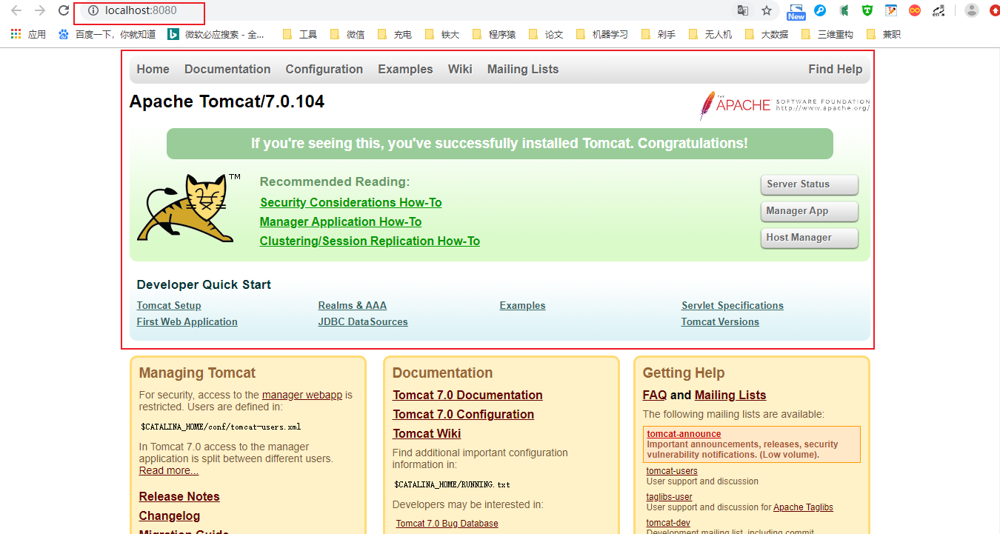 localhost:8080
New
en
应用
百度一下，你就知道
微软必应搜索 - 全...
工具
微信
充电
铁大
程序猿
论文
机器学习
剁手
无人机
大数据
三维重构
兼职
Home Documentation Configuration Examples Wiki Mailing Lists Find Help
Apache Tomcat/7.0.104
THE APACHE SOFTWARE FOUNDATION
http://www.apache.org/
If you're seeing this, you've successfully installed Tomcat. Congratulations!
TM
Recommended Reading:
Security Considerations How-To
Manager Application How-To
Clustering/Session Replication How-To
Server Status
Manager App
Host Manager
Developer Quick Start
Tomcat Setup
First Web Application
Realms & AAA
JDBC DataSources
Examples
Servlet Specifications
Tomcat Versions
Managing Tomcat
For security, access to the manager webapp is
restricted. Users are defined in:
$CATALINA_HOME/conf/tomcat-users.xml
In Tomcat 7.0 access to the manager
application is split between different users.
Read more...
Release Notes
Changelog
Migration Guide
Documentation
Tomcat 7.0 Documentation
Tomcat 7.0 Configuration
Tomcat Wiki
Find additional important configuration
information in:
$CATALINA_HOME/RUNNING.txt
Developers may be interested in:
Tomcat 7.0 Bug Database
Getting Help
FAQ and Mailing Lists
The following mailing lists are available:
tomcat-announce
Important announcements, releases, security
vulnerability notifications. (Low volume).
tomcat-users
User support and discussion
taglibs-user
User support and discussion for Apache Taglibs
tomcat-dev
Development mailing list, including commit